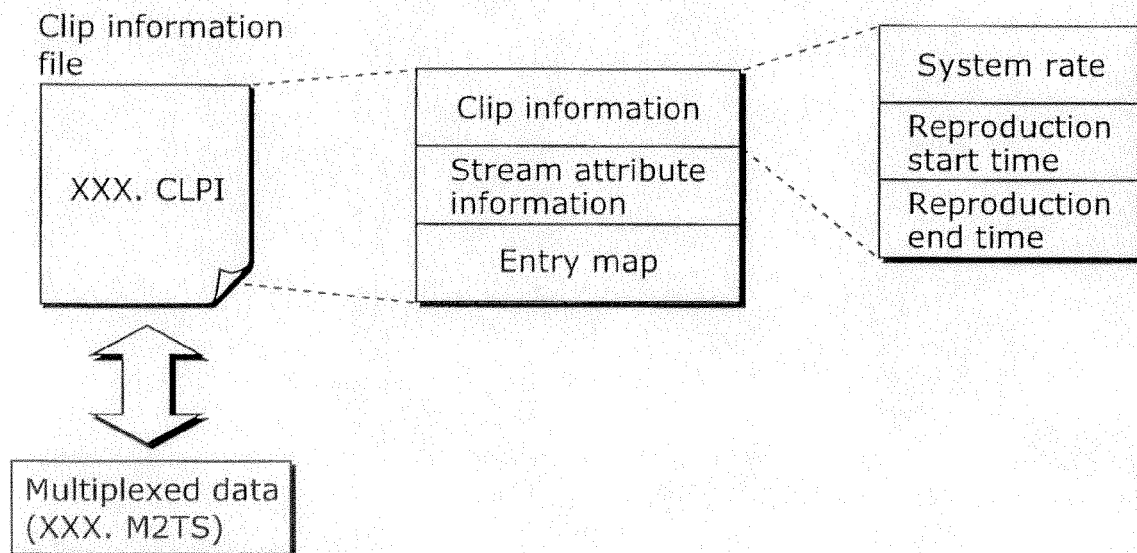 Clip information
file
XXX. CLPI
Clip information
Stream attribute
information
Entry map
System rate
Reproduction
start time
Reproduction
end time
Multiplexed data
(XXX. M2TS)